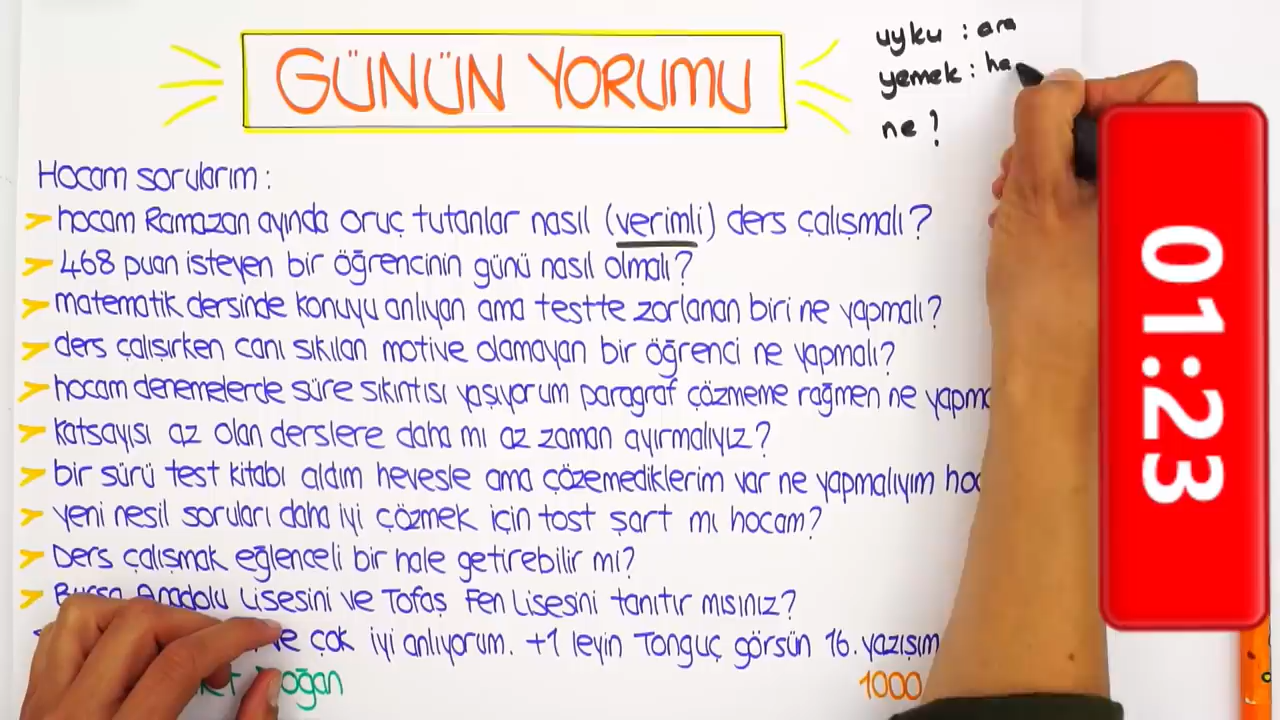 GÜNÜN YORUMU
uyku : ara
yemek : ha
ne ?
Hocam sorularım :
➤ hocam Ramazan ayında oruç tutanlar nasıl (verimli) ders çalışmalı?
➤ 468 puan isteyen bir öğrencinin günü nasıl olmalı?
➤ matematik dersinde konuyu anlıyan ama testte zorlanan biri ne yapmalı?
➤ ders çalışırken canı sıkılan motive olamayan bir öğrenci ne yapmalı?
➤ hocam denemelerde süre sıkıntısı yaşıyorum paragraf çözmeme rağmen ne yapma
➤ katsayısı az olan derslere daha mı az zaman ayırmalıyız?
➤ bir sürü test kitabı aldım hevesle ama çözemediklerim var ne yapmalıyım hoc
➤ yeni nesil soruları daha iyi çözmek için tost şart mı hocam?
➤ Ders çalışmak eğlenceli bir hale getirebilir mi?
➤ Bursa Anadolu Lisesini ve Tofaş Fen Lisesini tanıtır mısınız?
ve çok iyi anlıyorum. +1 leyin Tonguç görsün 16. yazışım
oğan
1000
01:23